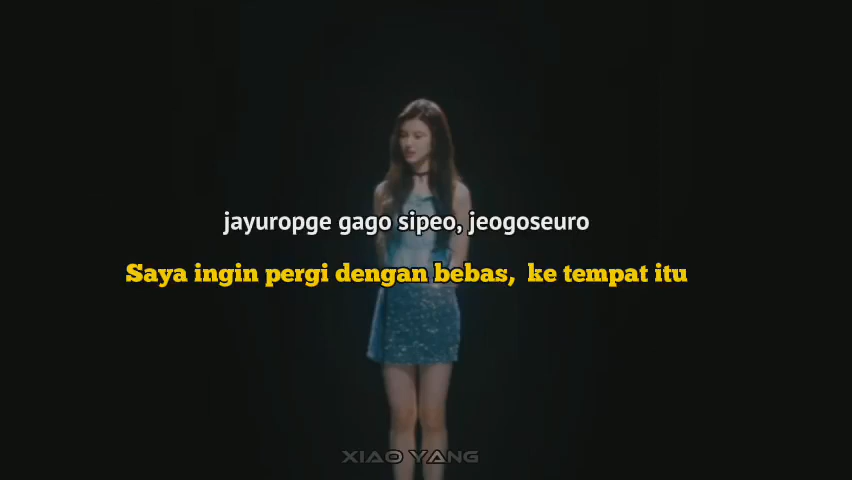 jayuropge gago sipeo, jeogoseuro
Saya ingin pergi dengan bebas, ke tempat itu
XIAO YANG